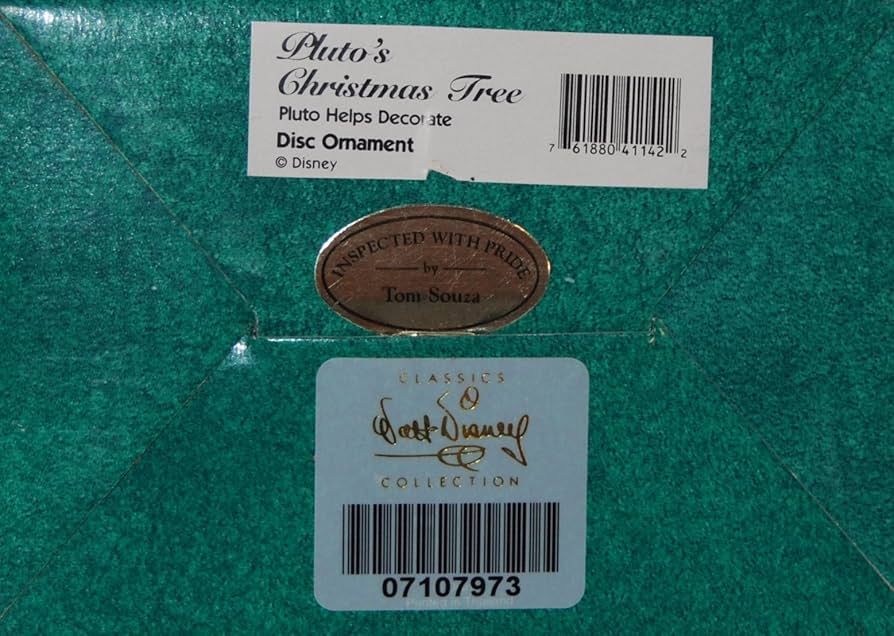 Pluto's
Christmas Tree
Pluto Helps Decorate
Disc Ornament
© Disney
7 61880 41142 2
INSPECTED WITH PRIDE
by
Tom Souza
CLASSICS
Walt Disney
COLLECTION
07107973